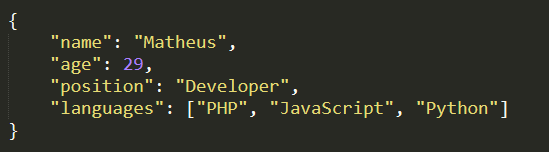 {
    "name": "Matheus",
    "age": 29,
    "position": "Developer",
    "languages": ["PHP", "JavaScript", "Python"]
}